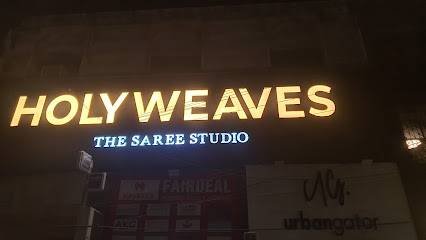 HOLYWEAVES
THE SAREE STUDIO
FAIRDEAL
urbangator